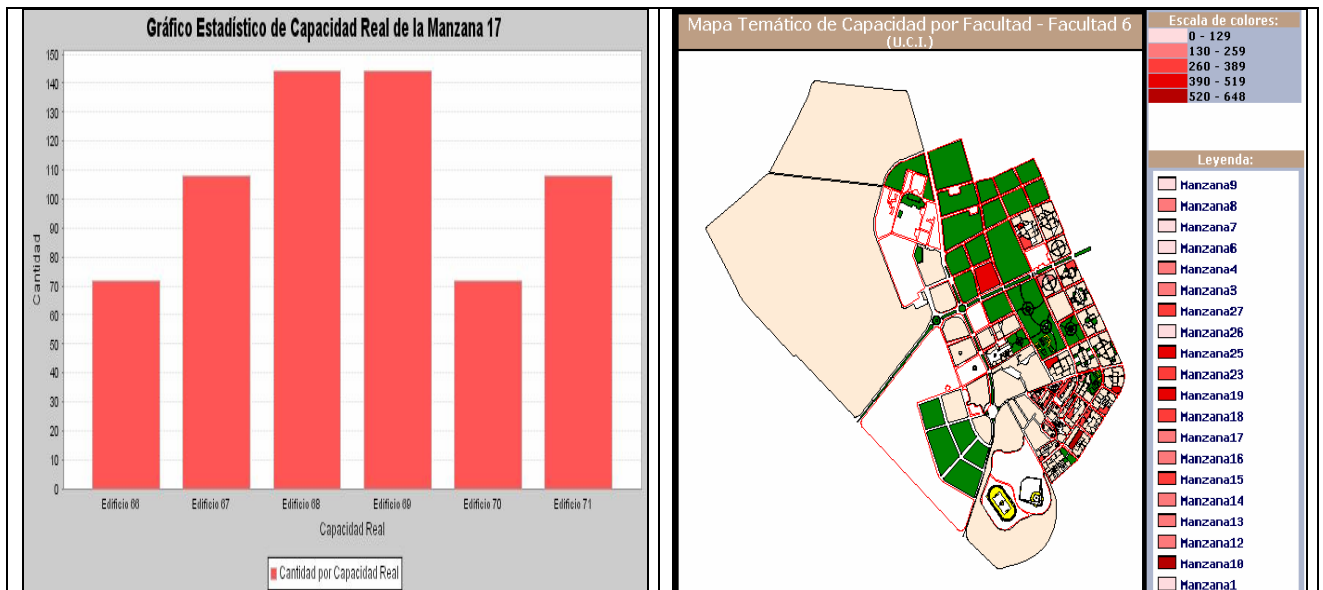 Gráfico Estadístico de Capacidad Real de la Manzana 17
150
140
130
120
110
100
90
80
70
60
50
40
30
20
10
0
Cantidad
Edificio 66
Edificio 67
Edificio 68
Edificio 69
Edificio 70
Edificio 71
Capacidad Real
Cantidad por Capacidad Real
Mapa Temático de Capacidad por Facultad - Facultad 6
(U.C.I.)
Escala de colores:
0 - 129
130 - 259
260 - 389
390 - 519
520 - 648
Leyenda:
Manzana9
Manzana8
Manzana7
Manzana6
Manzana4
Manzana3
Manzana27
Manzana26
Manzana25
Manzana23
Manzana19
Manzana18
Manzana17
Manzana16
Manzana15
Manzana14
Manzana13
Manzana12
Manzana10
Manzana1